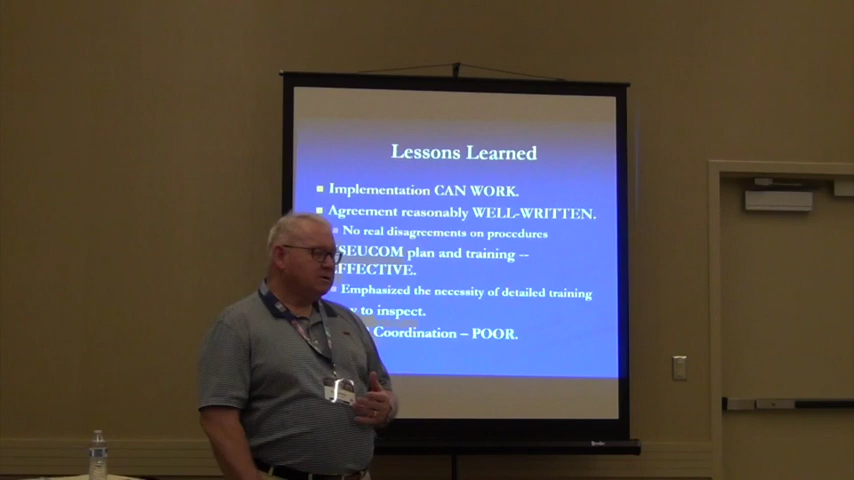 Lessons Learned
Implementation CAN WORK.
Agreement reasonably WELL-WRITTEN.
No real disagreements on procedures
SEUCOM plan and training --
EFFECTIVE.
Emphasized the necessity of detailed training
to inspect.
Coordination – POOR.